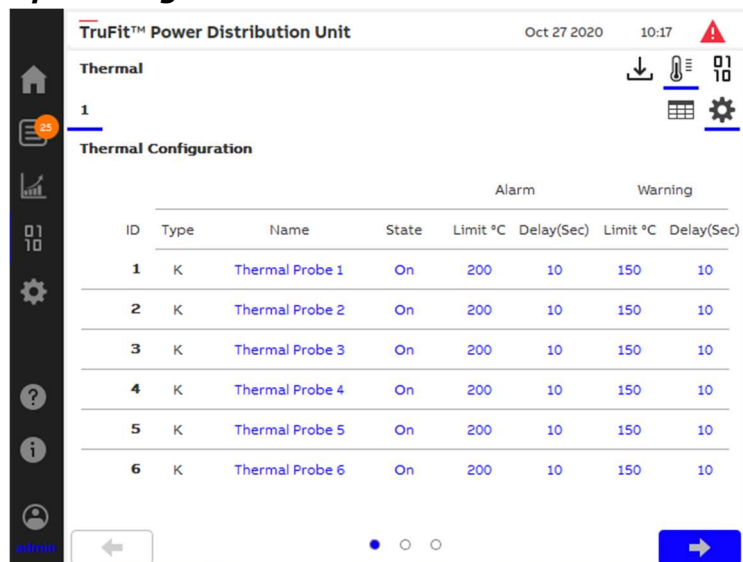 TruFit™ Power Distribution Unit Oct 27 2020 10:17
Thermal
1
25
Thermal Configuration
Alarm Warning
ID Type Name State Limit °C Delay(Sec) Limit °C Delay(Sec)
1 K Thermal Probe 1 On 200 10 150 10
2 K Thermal Probe 2 On 200 10 150 10
3 K Thermal Probe 3 On 200 10 150 10
4 K Thermal Probe 4 On 200 10 150 10
5 K Thermal Probe 5 On 200 10 150 10
6 K Thermal Probe 6 On 200 10 150 10
admin